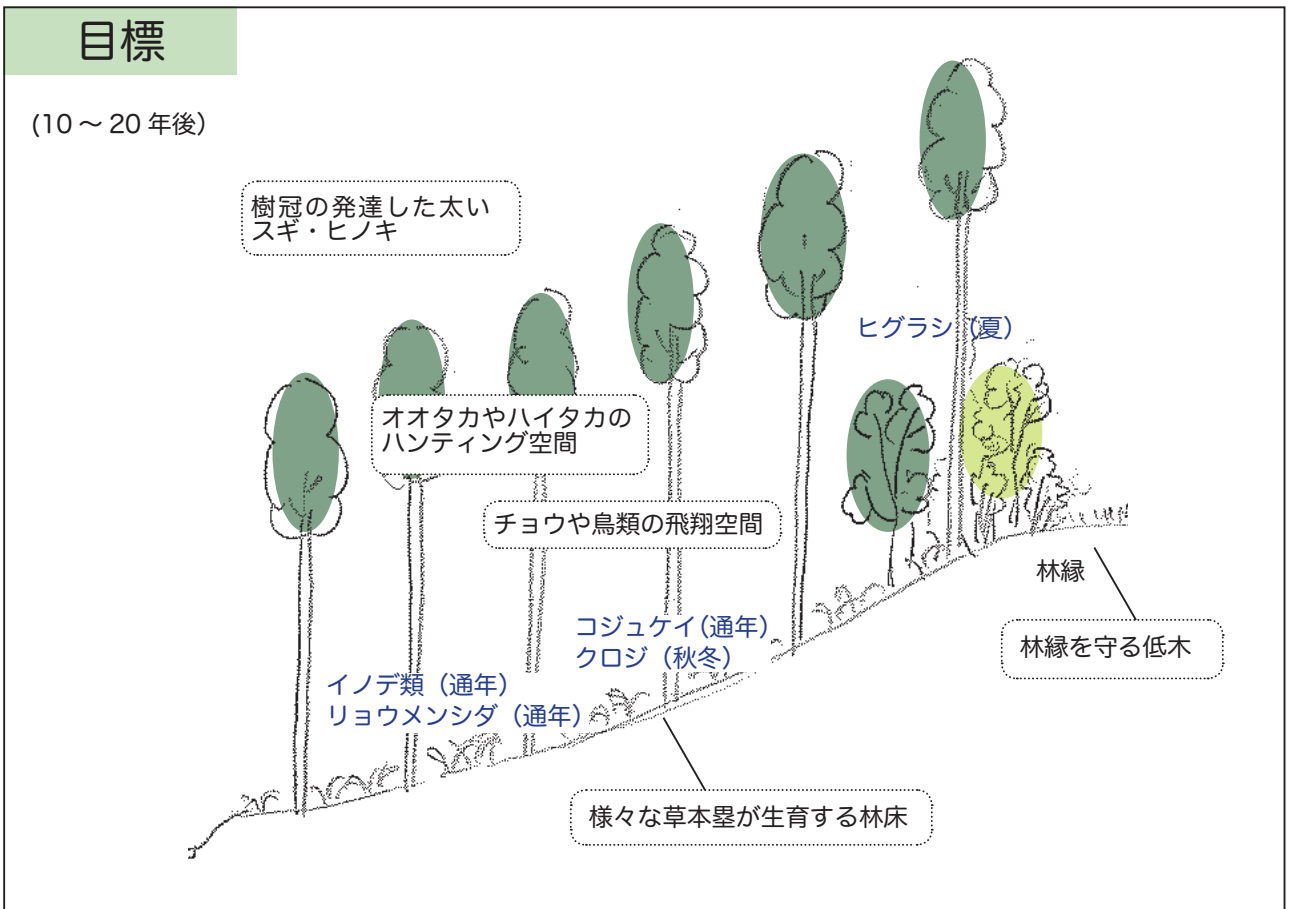 目標
(10 ～ 20 年後)
樹冠の発達した太い
スギ・ヒノキ
ヒグラシ (夏)
オオタカやハイタカの
ハンティング空間
チョウや鳥類の飛翔空間
林縁
コジュケイ (通年)
クロジ (秋冬)
林縁を守る低木
イノデ類 (通年)
リョウメンシダ (通年)
様々な草本塁が生育する林床